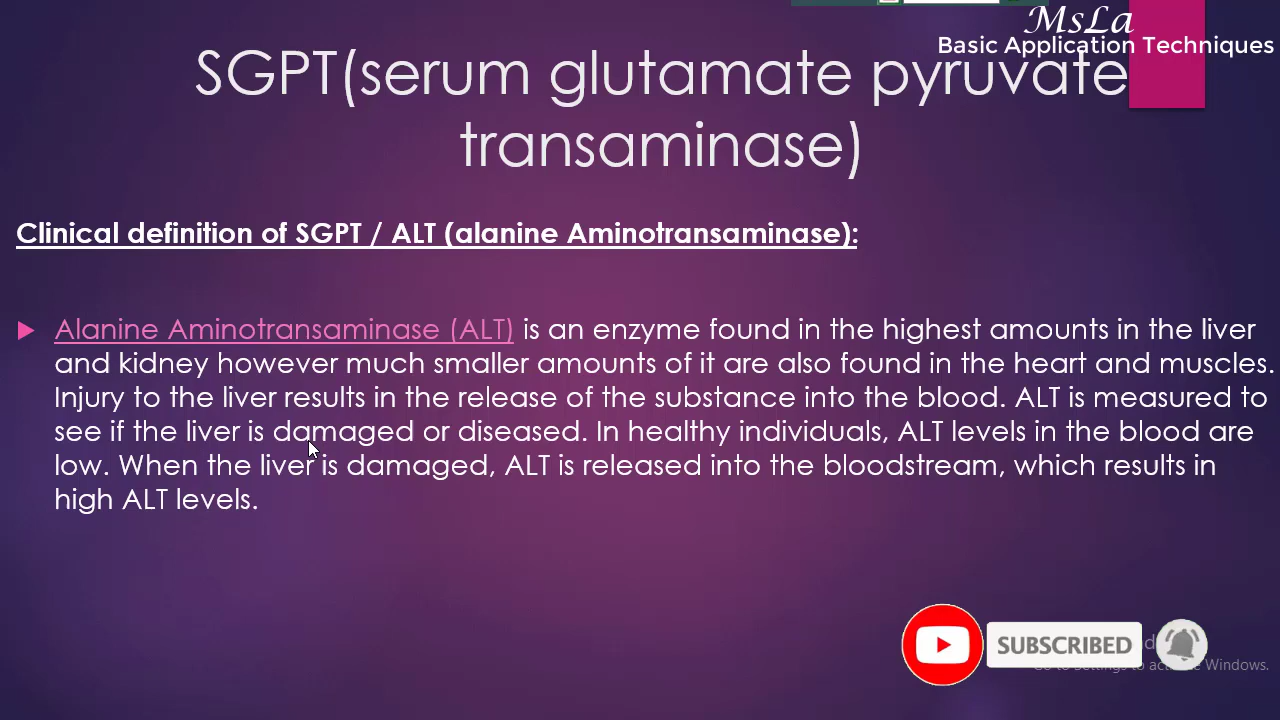 MsLa
Basic Application Techniques
SGPT(serum glutamate pyruvate
transaminase)
Clinical definition of SGPT / ALT (alanine Aminotransaminase):
Alanine Aminotransaminase (ALT) is an enzyme found in the highest amounts in the liver
and kidney however much smaller amounts of it are also found in the heart and muscles.
Injury to the liver results in the release of the substance into the blood. ALT is measured to
see if the liver is damaged or diseased. In healthy individuals, ALT levels in the blood are
low. When the liver is damaged, ALT is released into the bloodstream, which results in
high ALT levels.
SUBSCRIBED
Windows.